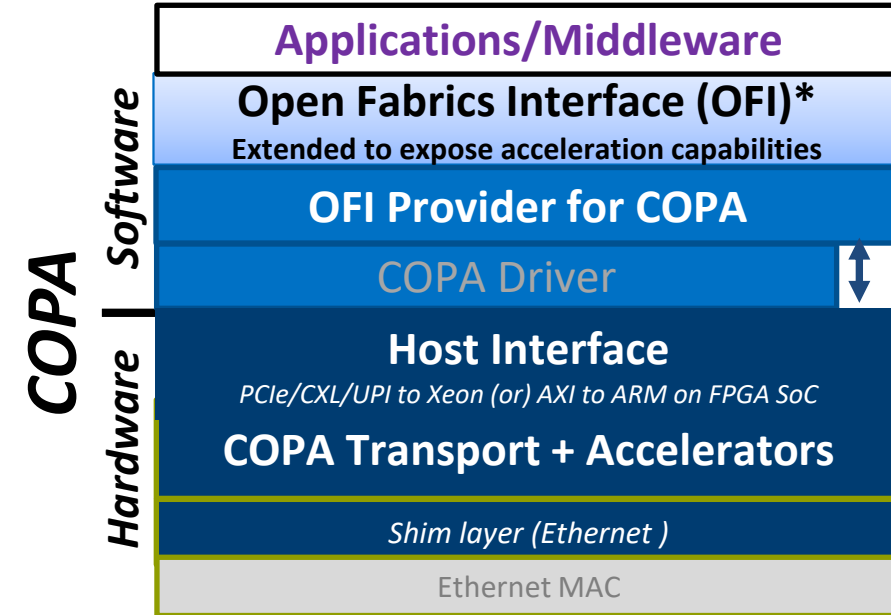 Applications/Middleware
Open Fabrics Interface (OFI)*
Extended to expose acceleration capabilities
OFI Provider for COPA
COPA Driver
Host Interface
PCIe/CXL/UPI to Xeon (or) AXI to ARM on FPGA SoC
COPA Transport + Accelerators
Shim layer (Ethernet )
Ethernet MAC
COPA
Software
Hardware